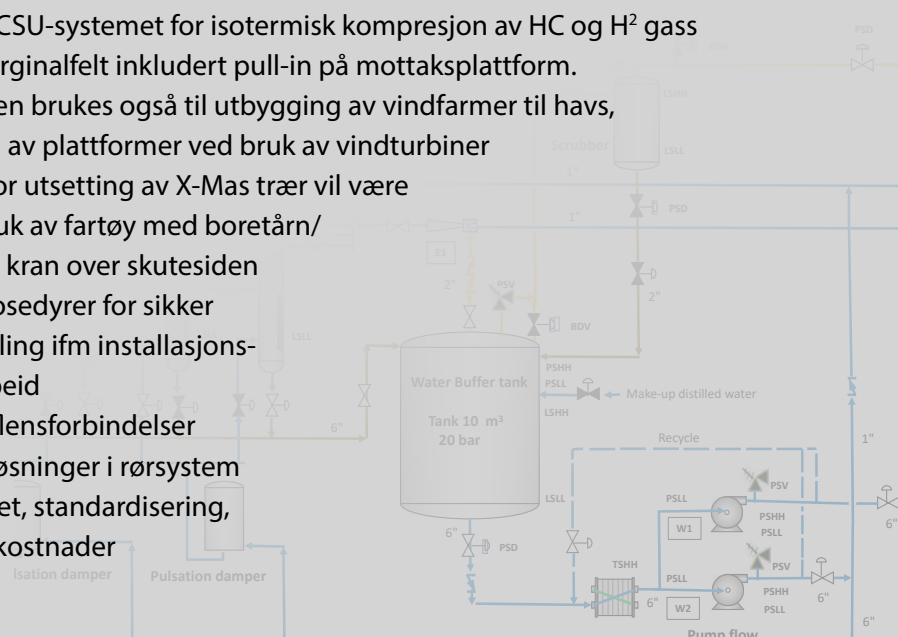 CSU-systemet for isotermisk kompresjon av HC og H² gass
rginalfelt inkludert pull-in på mottaksplattform.
en brukes også til utbygging av vindfarmer til havs,
av plattformer ved bruk av vindturbiner
or utsetting av X-Mas trær vil være
uk av fartøy med boretårn/
kran over skutesiden
osedyrer for sikker
ling ifm installasjons-
beid
lensforbindelser
øsninger i rørsystem
et, standardisering,
kostnader
PSD
LSHH
Scrubber
LSLL
1"
PSD
1"
E1
2"
PSV
2"
BDV
LSLL
PSHH
Water Buffer tank
PSLL
Make-up distilled water
LSHH
Tank 10 m³
20 bar
6"
Recycle
1"
LSLL
PSLL
PSV
W1
PSHH
PSLL
6"
6"
PSD
TSHH
PSV
PSLL
6"
W2
PSHH
PSLL
6"
lsation damper
Pulsation damper
6"
Pump flow